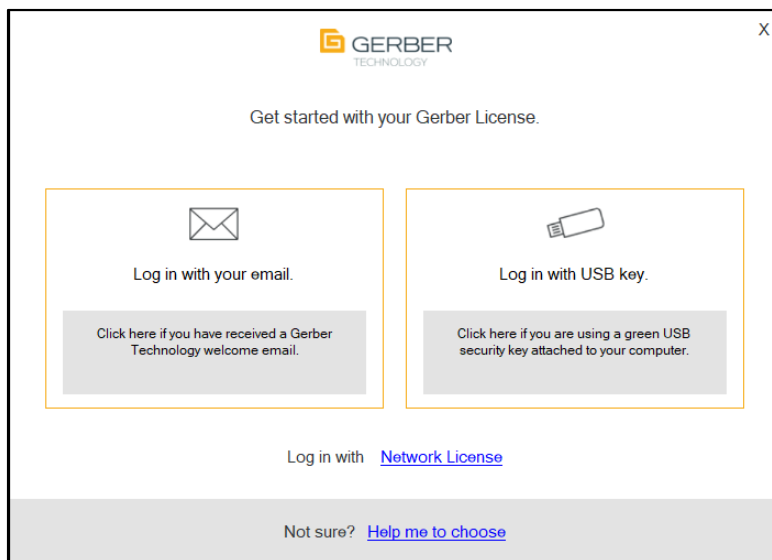 X
GERBER
TECHNOLOGY
Get started with your Gerber License.
Log in with your email.
Click here if you have received a Gerber
Technology welcome email.
Log in with USB key.
Click here if you are using a green USB
security key attached to your computer.
Log in with Network License
Not sure? Help me to choose